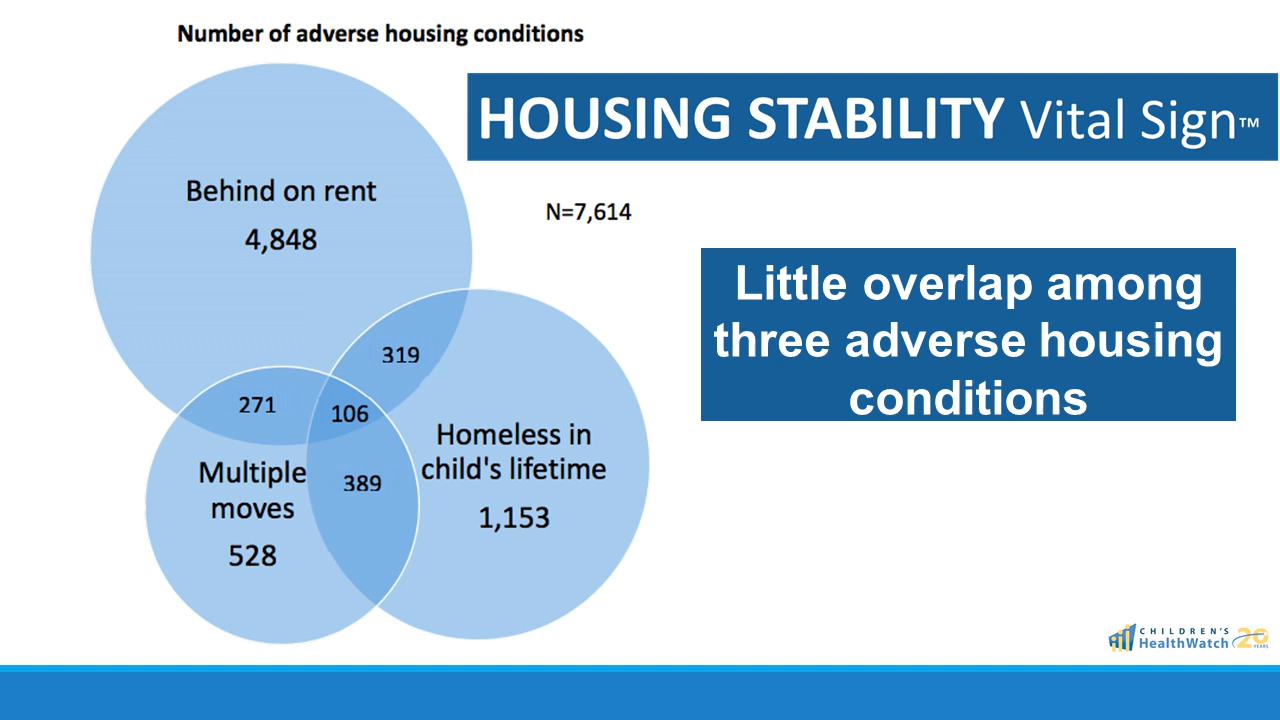 Number of adverse housing conditions
HOUSING STABILITY Vital Sign™
Behind on rent
4,848
N=7,614
Little overlap among
three adverse housing
conditions
319
271
106
Homeless in
child's lifetime
1,153
Multiple
moves
528
389
CHILDREN'S
HealthWatch
20
YEARS